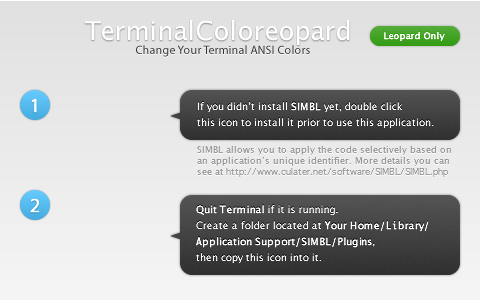 TerminalColoreopard
Change Your Terminal ANSI Colors
Leopard Only
1
If you didn't install SIMBL yet, double click
this icon to install it prior to use this application.
SIMBL allows you to apply the code selectively based on
an application's unique identifier. More details you can
see at http://www.culater.net/software/SIMBL/SIMBL.php
2
Quit Terminal if it is running.
Create a folder located at Your Home/Library/
Application Support/SIMBL/Plugins,
then copy this icon into it.